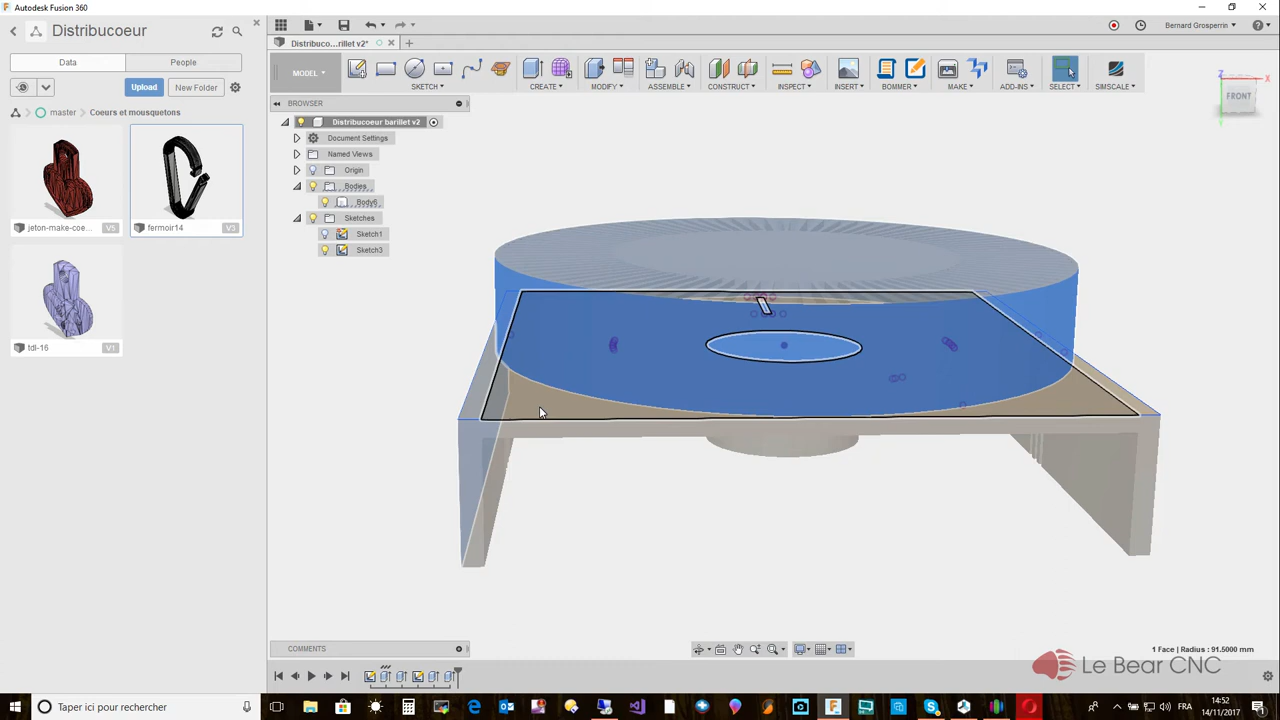 Autodesk Fusion 360
Distribucoeur
Data
People
Upload
New Folder
master
Coeurs et mousquetons
jeton-make-coe...
V5
fermoir14
V3
tdl-16
V1
Bernard Grosperrin
Distribuco...rillet v2*
MODEL
SKETCH
CREATE
MODIFY
ASSEMBLE
CONSTRUCT
INSPECT
INSERT
BOMMER
MAKE
ADD-INS
SELECT
SIMSCALE
BROWSER
Distribucoeur barillet v2
Document Settings
Named Views
Origin
Bodies
Body6
Sketches
Sketch1
Sketch3
Z
X
FRONT
COMMENTS
1 Face | Radius : 91.5000 mm
Le Bear CNC
Taper ici pour rechercher
FRA
14:52
14/11/2017